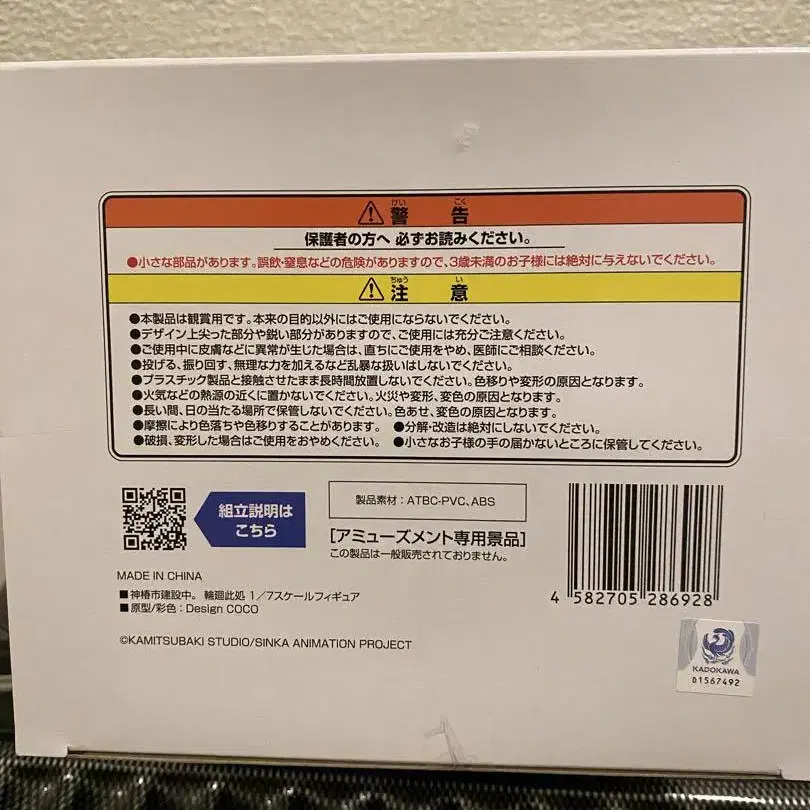 ⚠警告
けい こく
保護者の方へ 必ずお読みください。
●小さな部品があります。誤飲・窒息などの危険がありますので、3歳未満のお子様には絶対に与えないでください。
⚠注意
ちゅう い
●本製品は観賞用です。本来の目的以外にはご使用にならないでください。
●デザイン上尖った部分や鋭い部分がありますので、ご使用には充分ご注意ください。
●ご使用中に皮膚などに異常が生じた場合は、直ちにご使用をやめ、医師にご相談ください。
●投げる、振り回す、無理な力を加えるなど乱暴な扱いはしないでください。
●プラスチック製品と接触させたまま長時間放置しないでください。色移りや変形の原因となります。
●火気などの熱源の近くに置かないでください。火災や変形、変色の原因となります。
●長い間、日の当たる場所で保管しないでください。色あせ、変色の原因となります。
●摩擦により色落ちや色移りすることがあります。 ●分解・改造は絶対にしないでください。
●破損、変形した場合はご使用をおやめください。 ●小さなお子様の手の届かないところに保管してください。
組立説明は
こちら
製品素材：ATBC-PVC、ABS
[アミューズメント専用景品]
この製品は一般販売されておりません。
MADE IN CHINA
■神椿市建設中。 輪廻此処 1／7スケールフィギュア
■原型/彩色：Design COCO
©KAMITSUBAKI STUDIO/SINKA ANIMATION PROJECT
4 582705 286928
KADOKAWA
D1567492